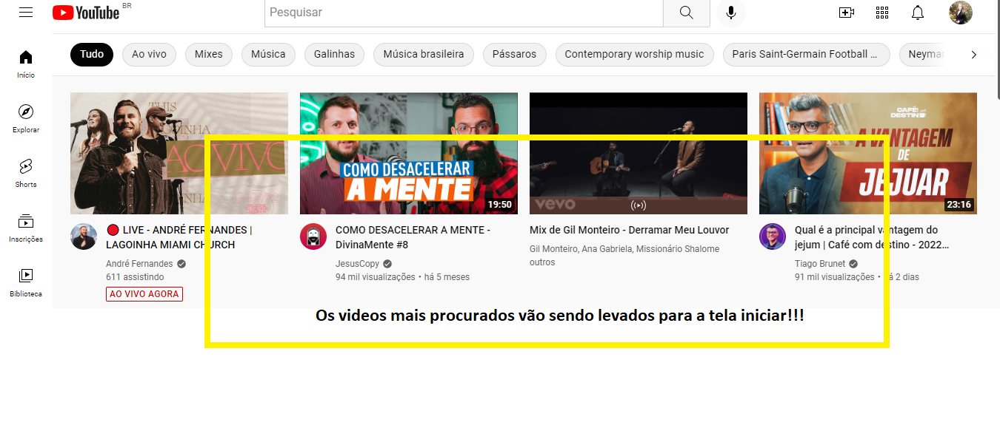 YouTube BR
Pesquisar
Tudo
Ao vivo
Mixes
Música
Galinhas
Música brasileira
Pássaros
Contemporary worship music
Paris Saint-Germain Football ...
Neymar
Início
Explorar
Shorts
Inscrições
Biblioteca
THIS
LAGOINHA
AO VIVO
COMO DESACELERAR
A MENTE
19:50
vevo
CAFÉ com
DESTINO
A VANTAGEM
DE
JEJUAR
23:16
🔴 LIVE - ANDRÉ FERNANDES |
LAGOINHA MIAMI CHURCH
André Fernandes
611 assistindo
AO VIVO AGORA
COMO DESACELERAR A MENTE -
DivinaMente #8
JesusCopy
94 mil visualizações • há 5 meses
Mix de Gil Monteiro - Derramar Meu Louvor
Gil Monteiro, Ana Gabriela, Missionário Shalome
outros
Qual é a principal vantagem do
jejum | Café com destino - 2022...
Tiago Brunet
91 mil visualizações • há 2 dias
Os videos mais procurados vão sendo levados para a tela iniciar!!!